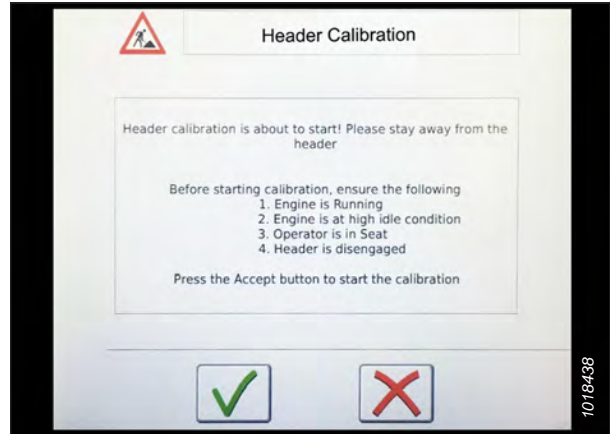 Header Calibration
Header calibration is about to start! Please stay away from the
header
Before starting calibration, ensure the following
1. Engine is Running
2. Engine is at high idle condition
3. Operator is in Seat
4. Header is disengaged
Press the Accept button to start the calibration
1018438